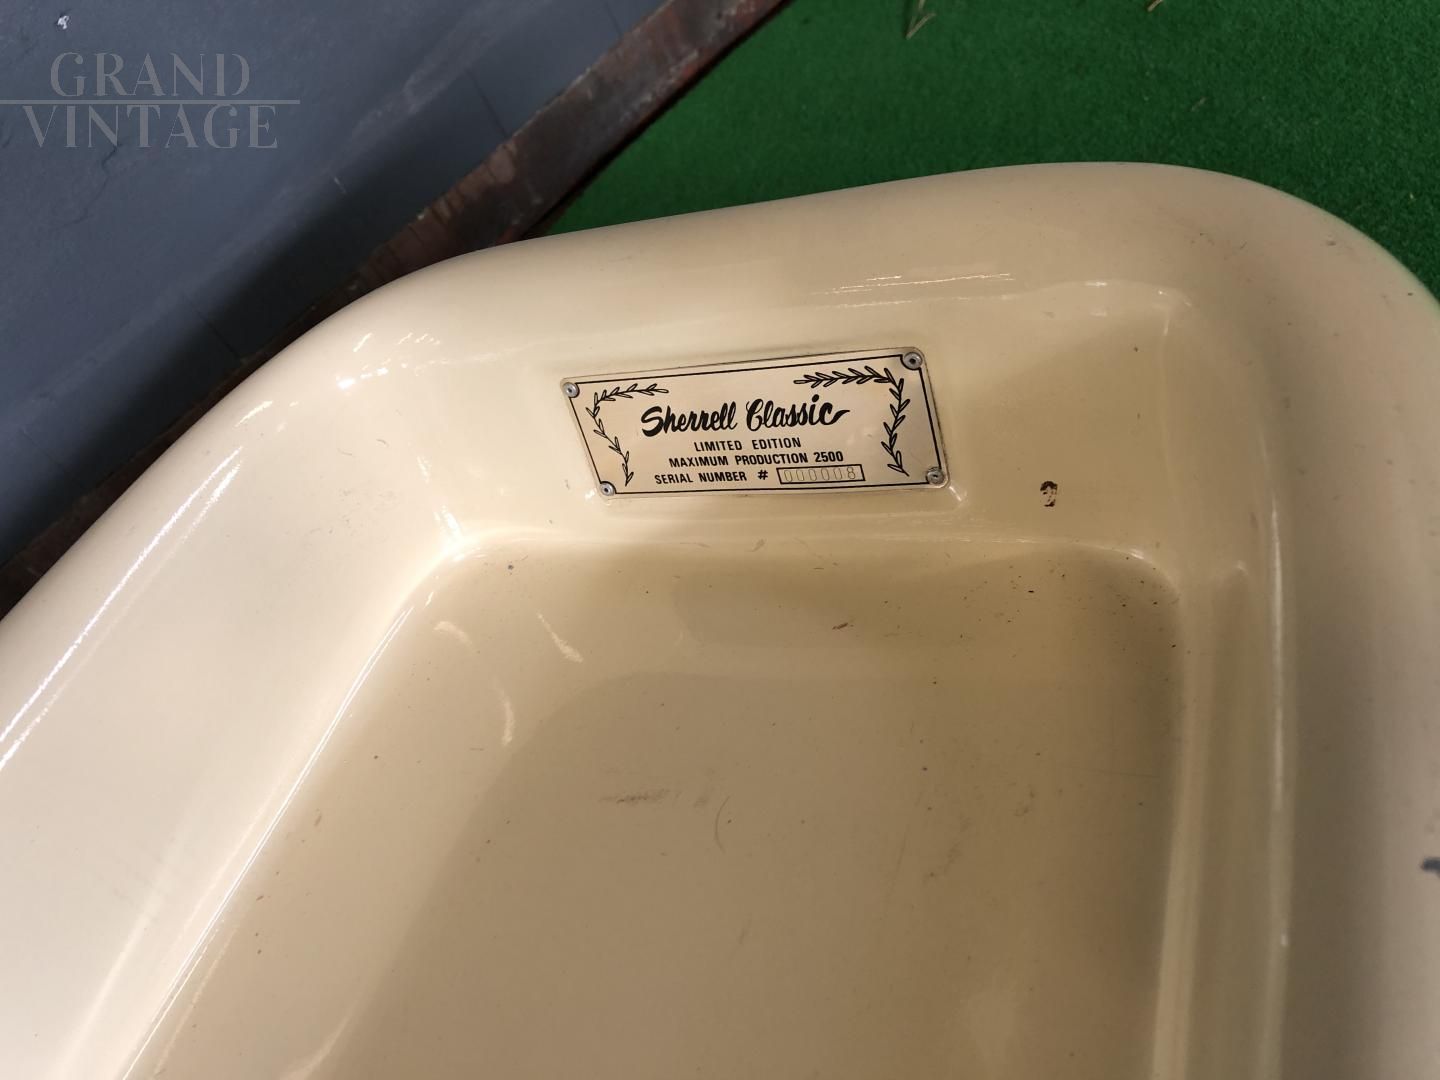 GRAND
VINTAGE
Sherrell Classic
LIMITED EDITION
MAXIMUM PRODUCTION 2500
SERIAL NUMBER # 000008